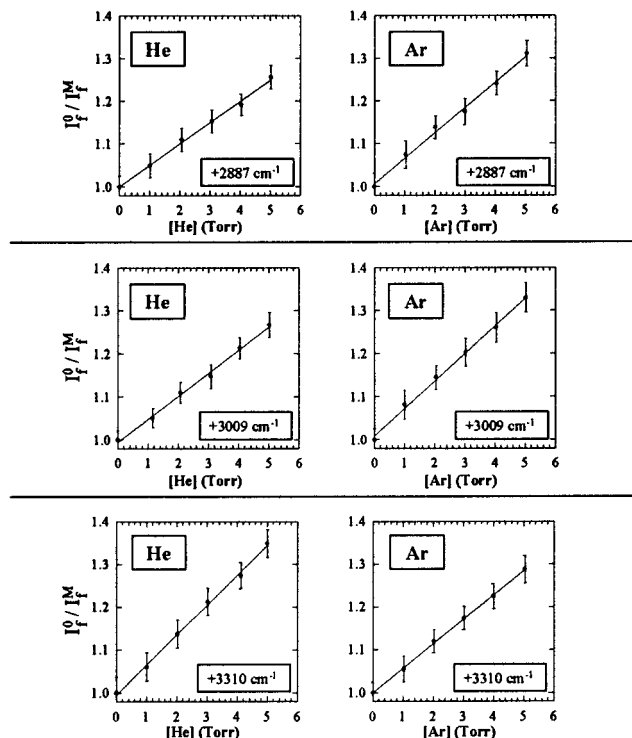 I_f^0 / I_f^M
1.4
1.3
1.2
1.1
1.0
He
+2887 cm⁻¹
0 1 2 3 4 5 6
[He] (Torr)
1.4
1.3
1.2
1.1
1.0
Ar
+2887 cm⁻¹
0 1 2 3 4 5 6
[Ar] (Torr)
I_f^0 / I_f^M
1.4
1.3
1.2
1.1
1.0
He
+3009 cm⁻¹
0 1 2 3 4 5 6
[He] (Torr)
1.4
1.3
1.2
1.1
1.0
Ar
+3009 cm⁻¹
0 1 2 3 4 5 6
[Ar] (Torr)
I_f^0 / I_f^M
1.4
1.3
1.2
1.1
1.0
He
+3310 cm⁻¹
0 1 2 3 4 5 6
[He] (Torr)
1.4
1.3
1.2
1.1
1.0
Ar
+3310 cm⁻¹
0 1 2 3 4 5 6
[Ar] (Torr)